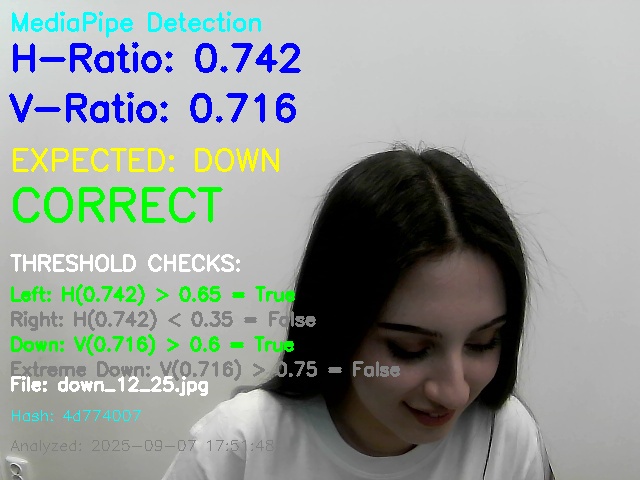 MediaPipe Detection
H-Ratio: 0.742
V-Ratio: 0.716
EXPECTED: DOWN
CORRECT
THRESHOLD CHECKS:
Left: H(0.742) > 0.65 = True
Right: H(0.742) < 0.35 = False
Down: V(0.716) > 0.6 = True
Extreme Down: V(0.716) > 0.75 = False
File: down_12_25.jpg
Hash: 4d774007
Analyzed: 2025-09-07 17:51:48